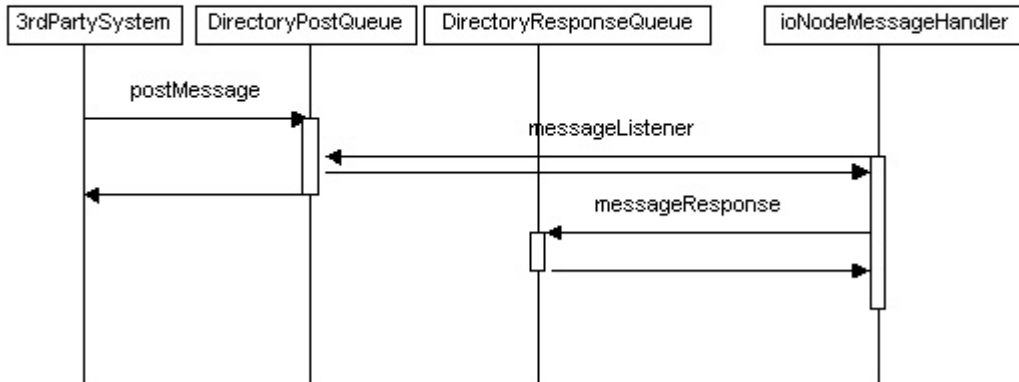 3rdPartySystem DirectoryPostQueue DirectoryResponseQueue ioNodeMessageHandler
postMessage
messageListener
messageResponse